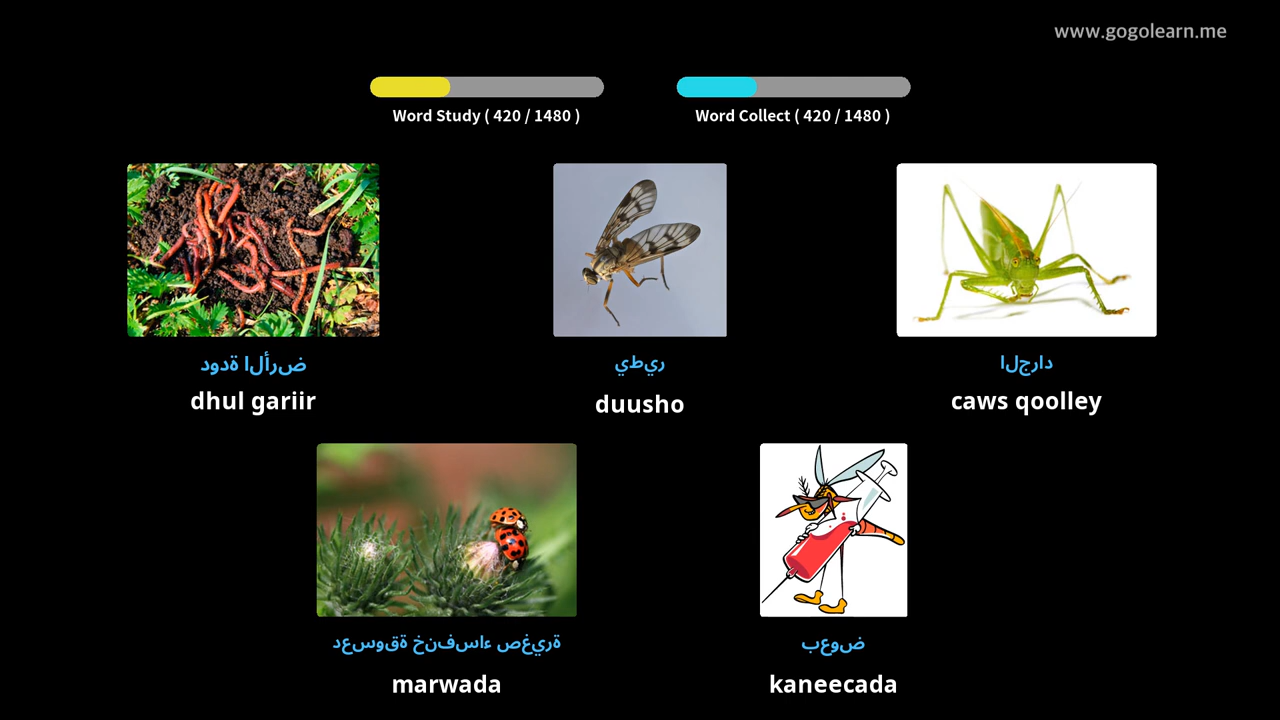 www.gogolearn.me
Word Study ( 420 / 1480 )
Word Collect ( 420 / 1480 )
دودة الأرض
يطير
الجراد
dhul gariir
duusho
caws qoolley
دعسوقة خنفساء صغيرة
بعوض
marwada
kaneecada